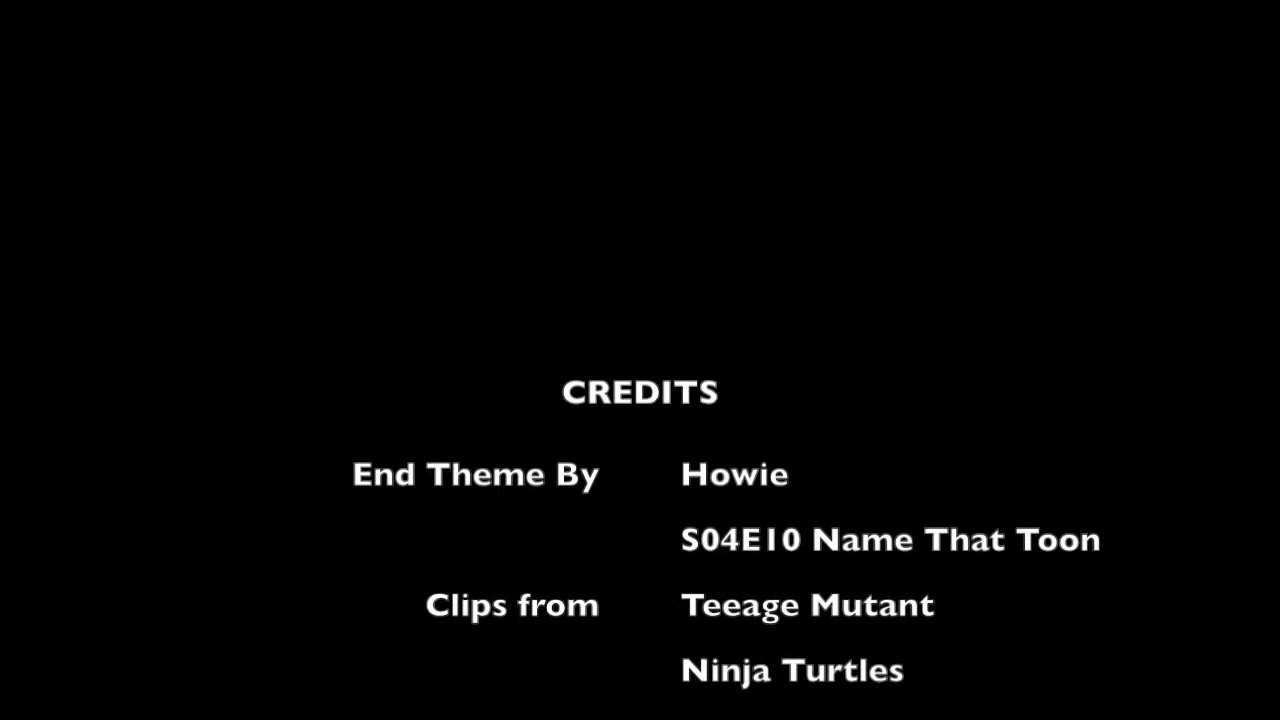 CREDITS
End Theme By Howie
S04E10 Name That Toon
Clips from Teeage Mutant
Ninja Turtles